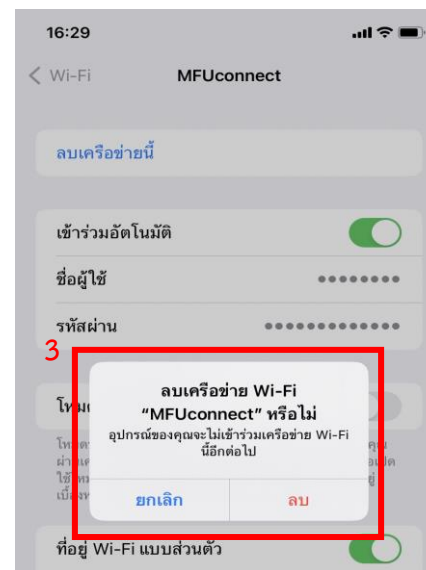 16:29
Wi-Fi MFUconnect
ลบเครือข่ายนี้
เข้าร่วมอัตโนมัติ
ชื่อผู้ใช้ ●●●●●●●●
รหัสผ่าน ●●●●●●●●●●●●●
3
ลบเครือข่าย Wi-Fi
“MFUconnect” หรือไม่
อุปกรณ์ของคุณจะไม่เข้าร่วมเครือข่าย Wi-Fi
นี้อีกต่อไป
ยกเลิก ลบ
ที่อยู่ Wi-Fi แบบส่วนตัว